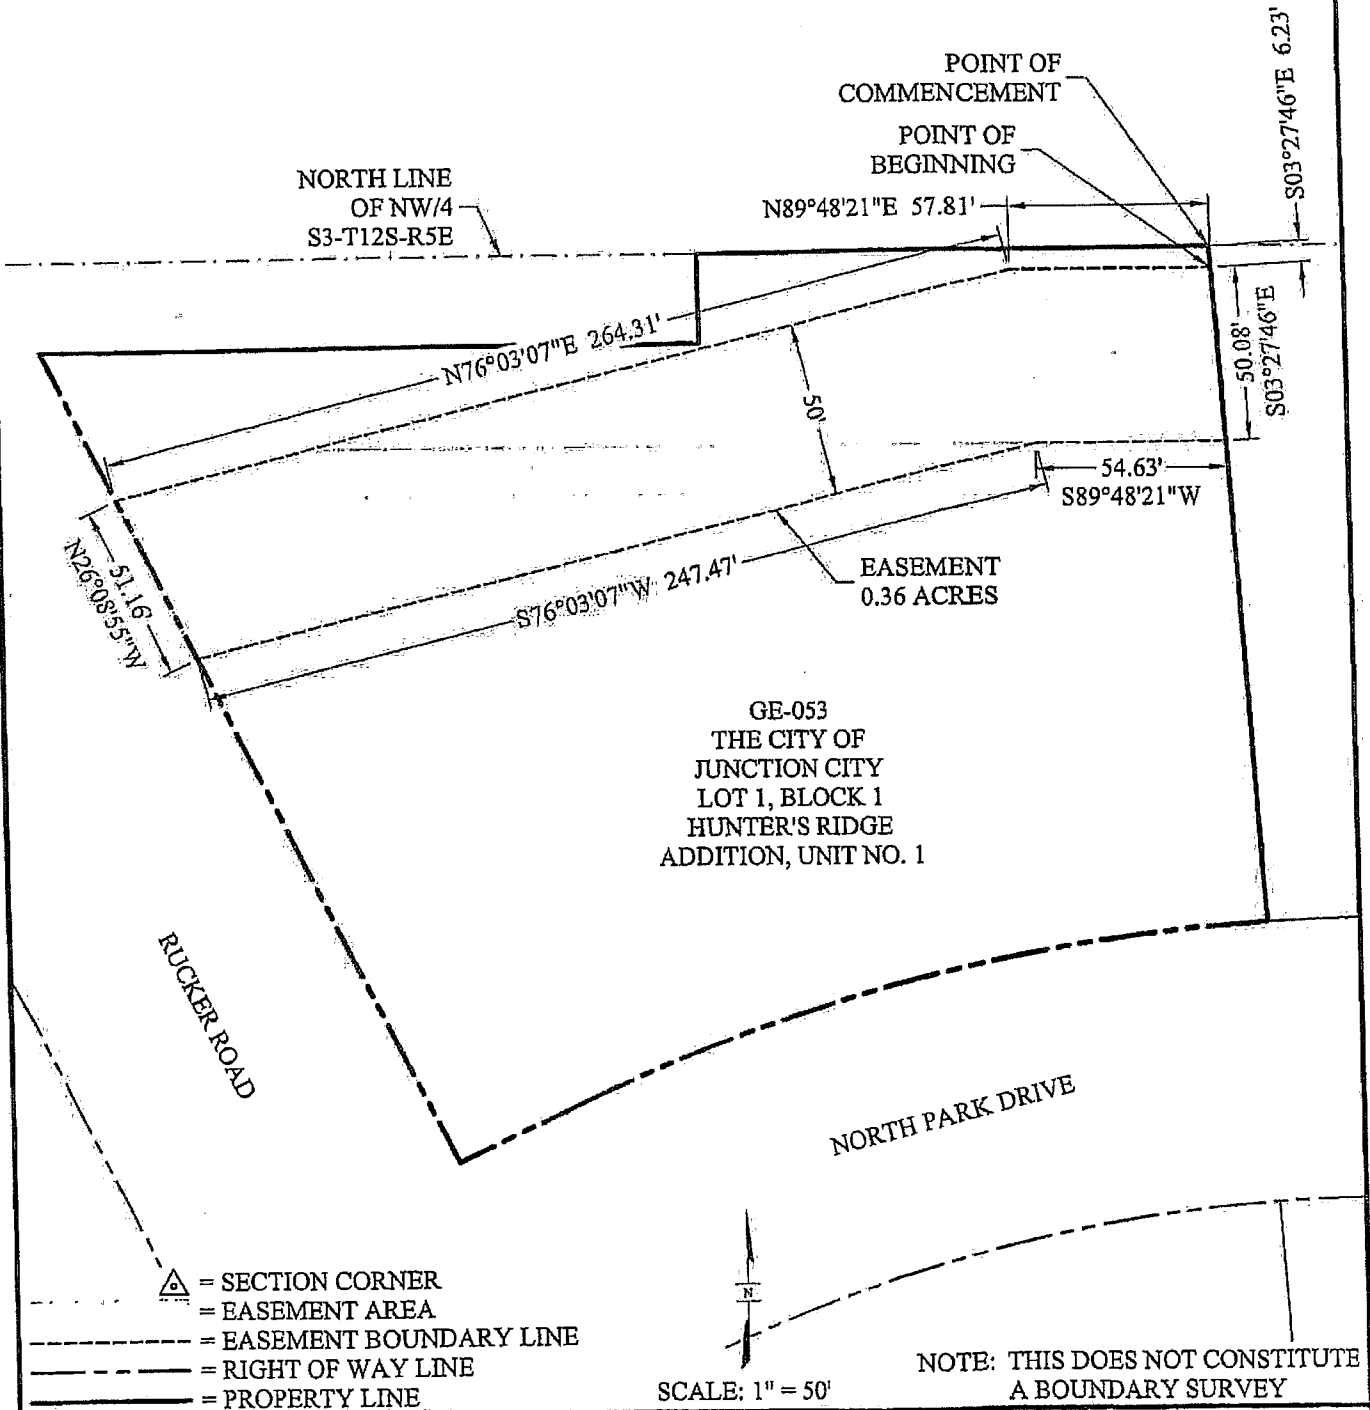 S03°27'46"E 6.23'
POINT OF
COMMENCEMENT
POINT OF
BEGINNING
N89°48'21"E 57.81'
NORTH LINE
OF NW/4
S3-T12S-R5E
N76°03'07"E 264.31'
50'
50.08'
S03°27'46"E
54.63'
S89°48'21"W
51.16'
N26°08'55"W
S76°03'07"W 247.47'
EASEMENT
0.36 ACRES
GE-053
THE CITY OF
JUNCTION CITY
LOT 1, BLOCK 1
HUNTER'S RIDGE
ADDITION, UNIT NO. 1
RUCKER ROAD
NORTH PARK DRIVE
= SECTION CORNER
= EASEMENT AREA
= EASEMENT BOUNDARY LINE
= RIGHT OF WAY LINE
= PROPERTY LINE
N
SCALE: 1" = 50'
NOTE: THIS DOES NOT CONSTITUTE
A BOUNDARY SURVEY